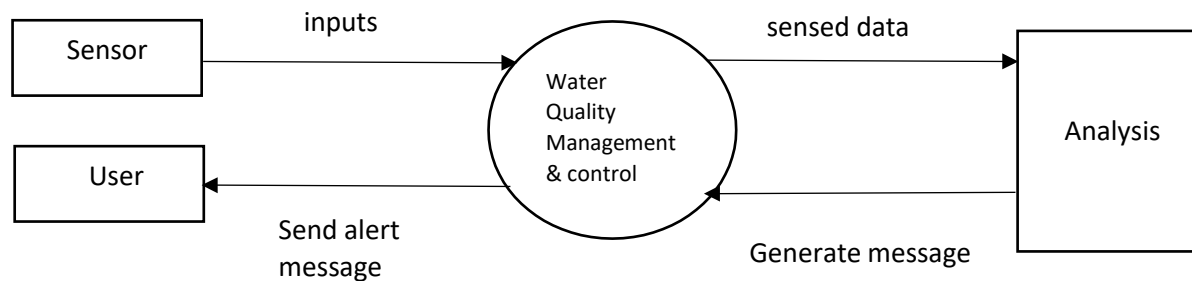 inputs
sensed data
Sensor
Water
Quality
Management
& control
Analysis
User
Send alert
message
Generate message